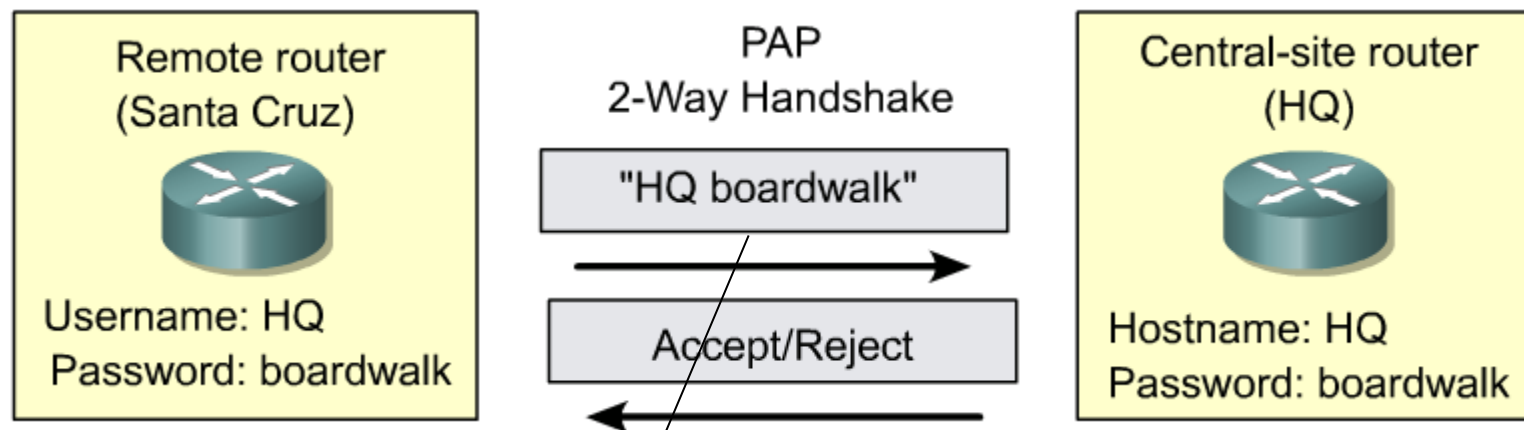 Remote router
(Santa Cruz)
Username: HQ
Password: boardwalk
PAP
2-Way Handshake
"HQ boardwalk"
Accept/Reject
Central-site router
(HQ)
Hostname: HQ
Password: boardwalk